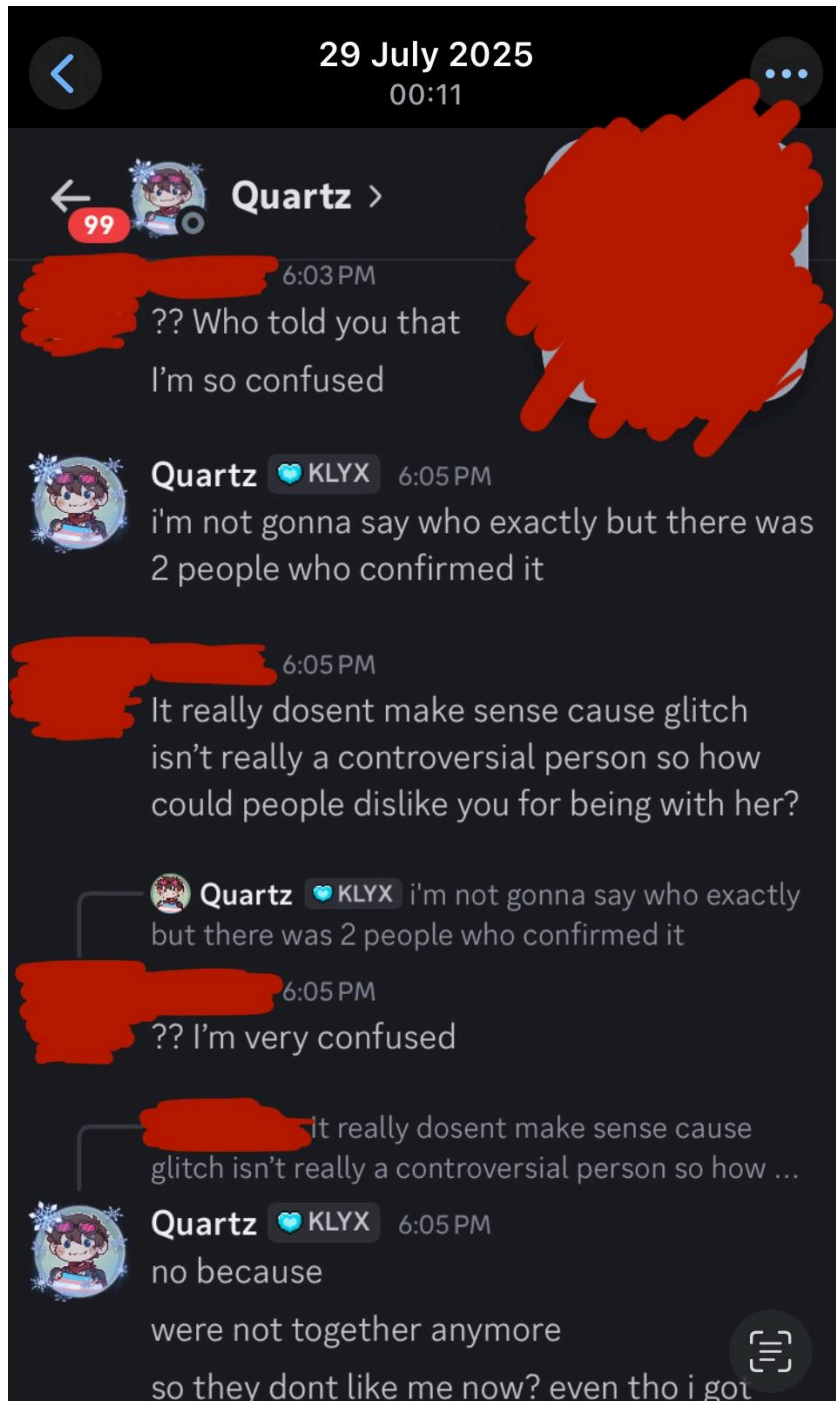 29 July 2025
00:11
99
Quartz >
6:03 PM
?? Who told you that
I'm so confused
Quartz KLYX 6:05 PM
i'm not gonna say who exactly but there was
2 people who confirmed it
6:05 PM
It really dosent make sense cause glitch
isn't really a controversial person so how
could people dislike you for being with her?
Quartz KLYX i'm not gonna say who exactly
but there was 2 people who confirmed it
6:05 PM
?? I'm very confused
It really dosent make sense cause
glitch isn't really a controversial person so how ...
Quartz KLYX 6:05 PM
no because
were not together anymore
so they dont like me now? even tho i got